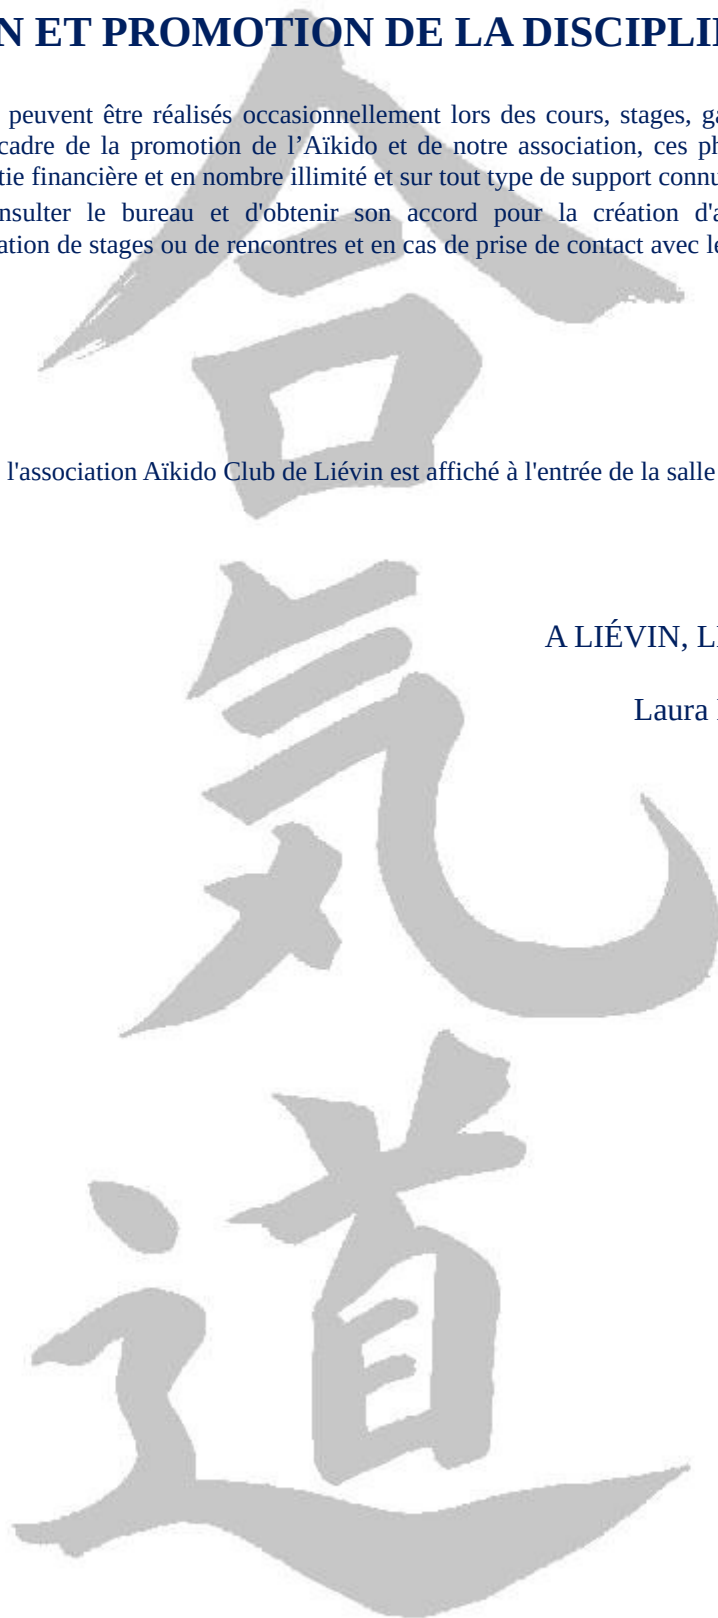 N ET PROMOTION DE LA DISCIPLI
peuvent être réalisés occasionnellement lors des cours, stages, ga
cadre de la promotion de l’Aïkido et de notre association, ces ph
tie financière et en nombre illimité et sur tout type de support connu
nsulter le bureau et d'obtenir son accord pour la création d'a
ation de stages ou de rencontres et en cas de prise de contact avec le
l'association Aïkido Club de Liévin est affiché à l'entrée de la salle
A LIÉVIN, L
Laura
合
気
道